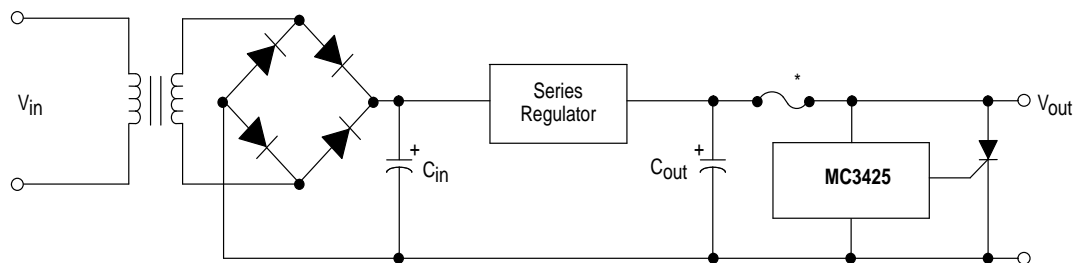 Vin
Cin
Series
Regulator
Cout
*
MC3425
Vout
+
+